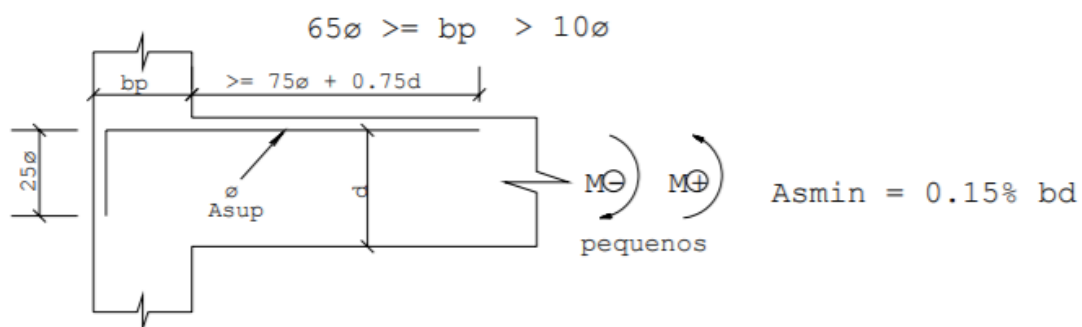 65ø >= bp > 10ø
bp
>= 75ø + 0.75d
25ø
ø
Asup
d
M⊖
M⊕
pequenos
Asmin = 0.15% bd